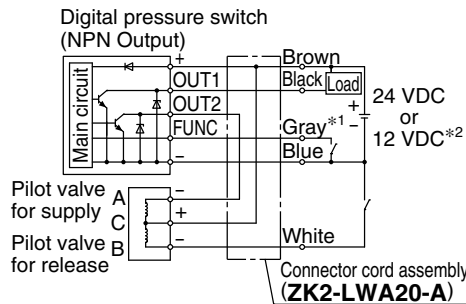 Digital pressure switch
(NPN Output)
Main circuit
+
OUT1
OUT2
FUNC
−
Brown
Black
Load
Gray*1
Blue
+
−
24 VDC
or
12 VDC*2
Pilot valve
for supply
A
C
B
−
+
−
Pilot valve
for release
White
Connector cord assembly
(ZK2-LWA20-A)